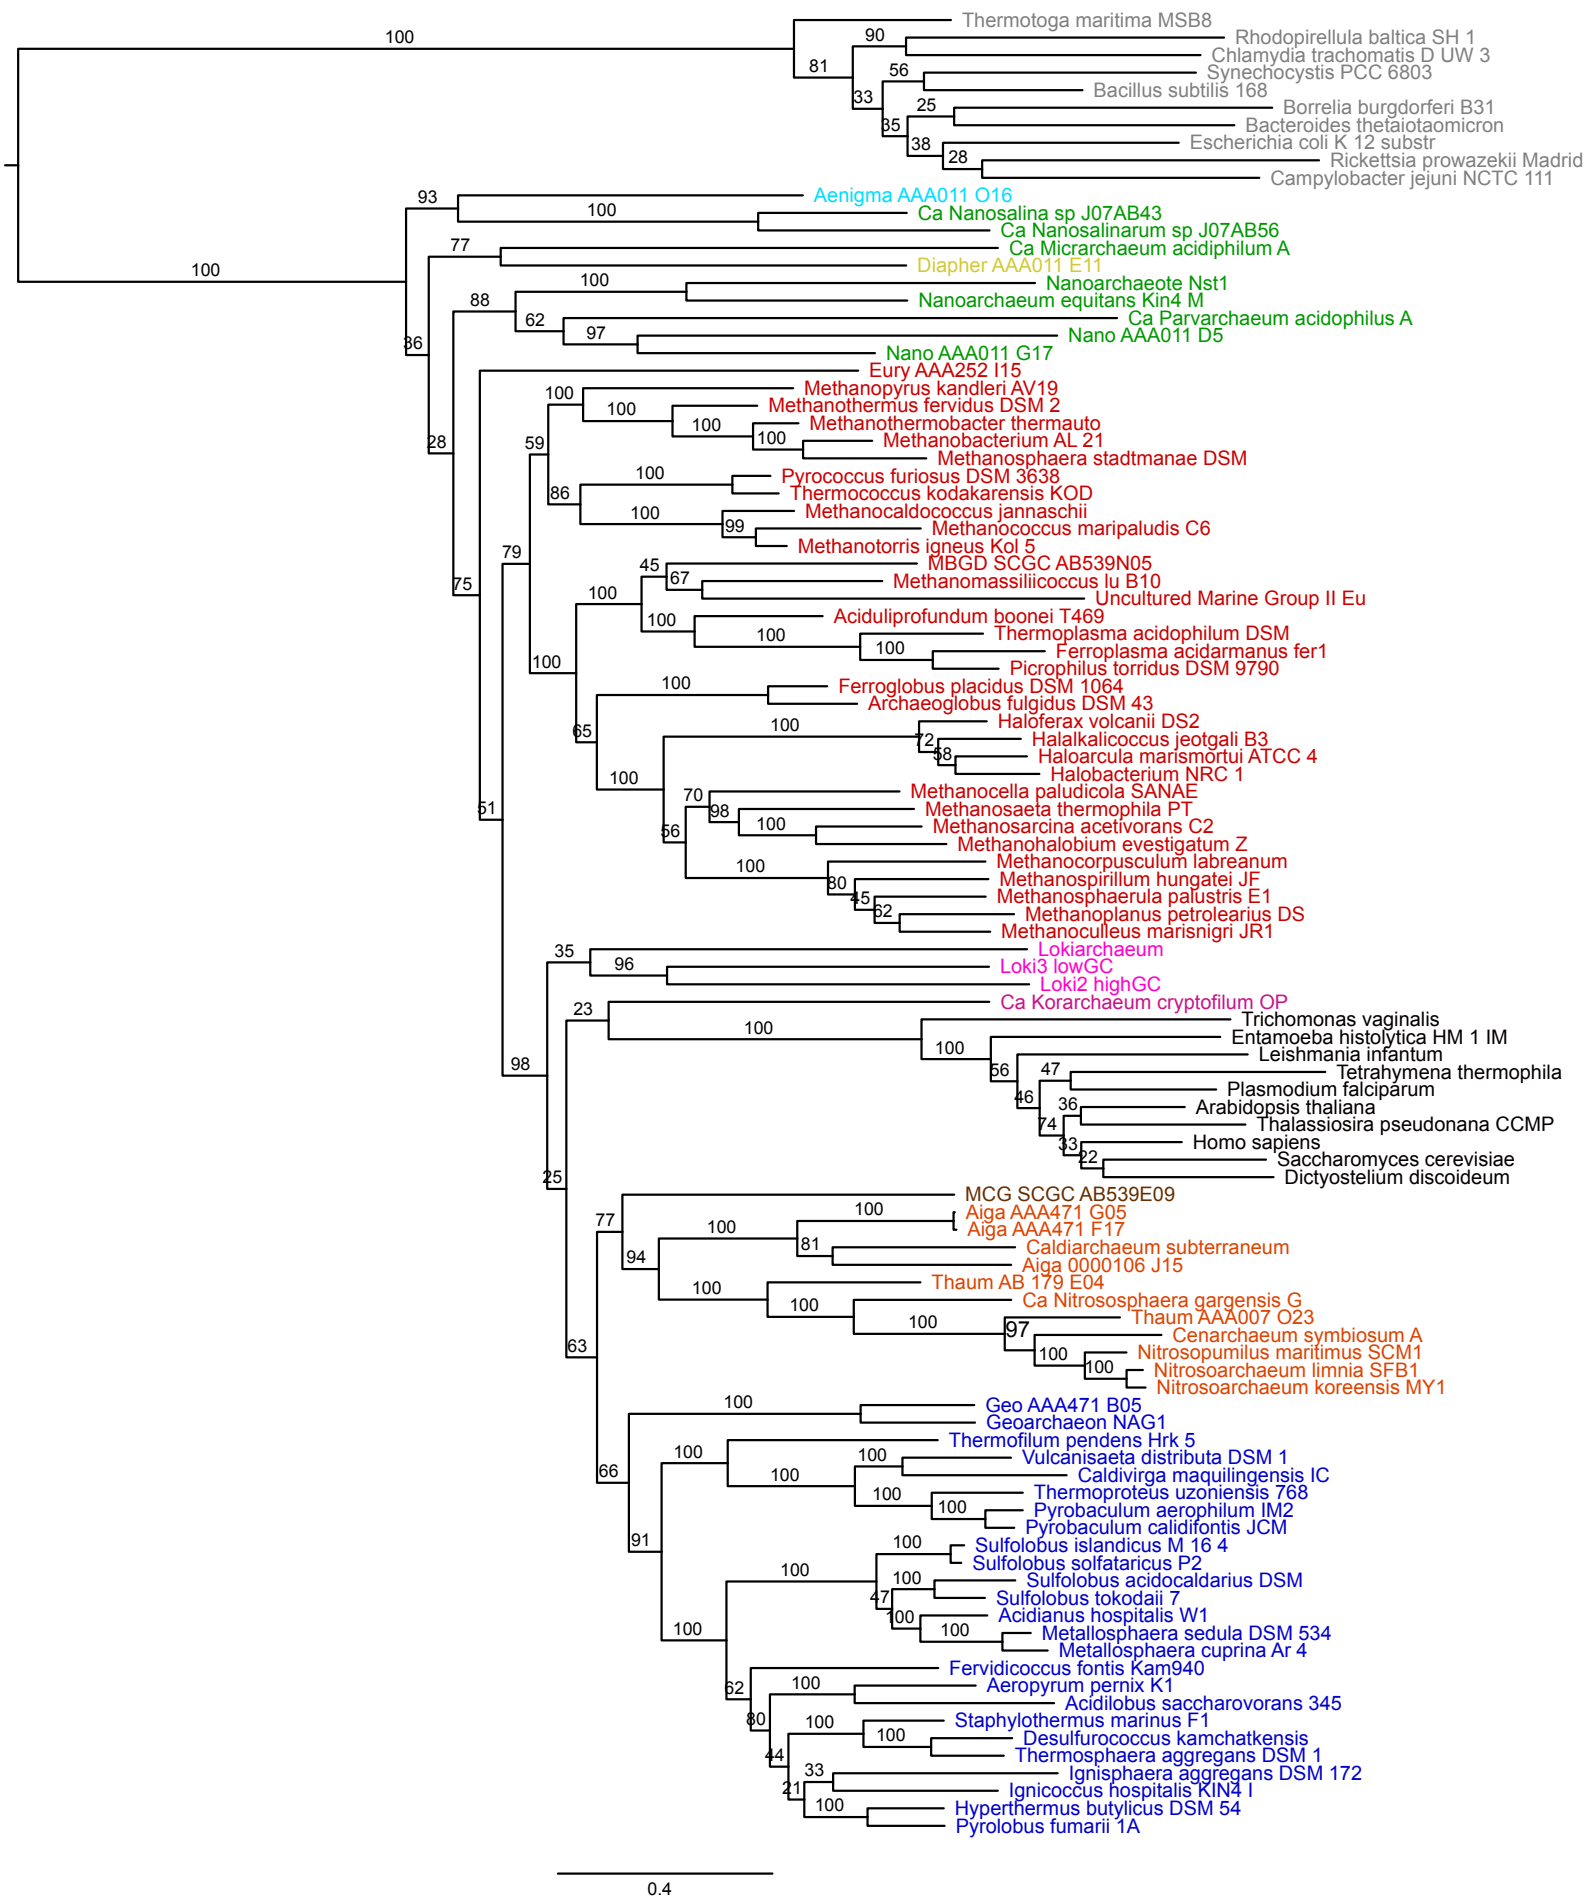 Thermotoga maritima MSB8
100
90
Rhodopirellula baltica SH 1
Chlamydia trachomatis D UW 3
81
56
Synechocystis PCC 6803
Bacillus subtilis 168
33
25
Borrelia burgdorferi B31
Bacteroides thetaiotaomicron
35
38
Escherichia coli K 12 substr
28
Rickettsia prowazekii Madrid
Campylobacter jejuni NCTC 111
93
Aenigma AAA011 O16
100
Ca Nanosalina sp J07AB43
Ca Nanosalinarum sp J07AB56
77
Ca Micrarchaeum acidiphilum A
Diapher AAA011 E11
100
100
Nanoarchaeote Nst1
88
Nanoarchaeum equitans Kin4 M
62
Ca Parvarchaeum acidophilus A
97
Nano AAA011 D5
36
Nano AAA011 G17
Eury AAA252 I15
100
Methanopyrus kandleri AV19
100
Methanothermus fervidus DSM 2
100
Methanothermobacter thermauto
28
59
100
Methanobacterium AL 21
Methanosphaera stadtmanae DSM
100
Pyrococcus furiosus DSM 3638
86
Thermococcus kodakarensis KOD
100
Methanocaldococcus jannaschii
99
Methanococcus maripaludis C6
Methanotorris igneus Kol 5
79
45
MBGD SCGC AB539N05
75
67
Methanomassiliicoccus lu B10
100
Uncultured Marine Group II Eu
100
Aciduliprofundum boonei T469
100
Thermoplasma acidophilum DSM
100
Ferroplasma acidarmanus fer1
100
Picrophilus torridus DSM 9790
100
Ferroglobus placidus DSM 1064
Archaeoglobus fulgidus DSM 43
65
100
Haloferax volcanii DS2
72
Halalkalicoccus jeotgali B3
58
Haloarcula marismortui ATCC 4
100
Halobacterium NRC 1
70
Methanocella paludicola SANAE
51
98
Methanosaeta thermophila PT
56
100
Methanosarcina acetivorans C2
Methanohalobium evestigatum Z
100
Methanocorpusculum labreanum
80
Methanospirillum hungatei JF
45
Methanosphaerula palustris E1
62
Methanoplanus petrolearius DS
Methanoculleus marisnigri JR1
35
Lokiarchaeum
96
Loki3 lowGC
Loki2 highGC
23
Ca Korarchaeum cryptofilum OP
100
Trichomonas vaginalis
100
Entamoeba histolytica HM 1 IM
98
56
Leishmania infantum
47
Tetrahymena thermophila
46
Plasmodium falciparum
36
Arabidopsis thaliana
74
Thalassiosira pseudonana CCMP
33
Homo sapiens
22
Saccharomyces cerevisiae
25
Dictyostelium discoideum
77
MCG SCGC AB539E09
100
Aiga AAA471 G05
100
Aiga AAA471 F17
94
81
Caldiarchaeum subterraneum
Aiga 0000106 J15
100
Thaum AB 179 E04
100
Ca Nitrososphaera gargensis G
100
97
Thaum AAA007 O23
63
Cenarchaeum symbiosum A
100
Nitrosopumilus maritimus SCM1
100
Nitrosoarchaeum limnia SFB1
Nitrosoarchaeum koreensis MY1
100
Geo AAA471 B05
Geoarchaeon NAG1
66
100
Thermofilum pendens Hrk 5
100
Vulcanisaeta distributa DSM 1
100
Caldivirga maquilingensis IC
100
Thermoproteus uzoniensis 768
100
Pyrobaculum aerophilum IM2
Pyrobaculum calidifontis JCM
91
100
Sulfolobus islandicus M 16 4
Sulfolobus solfataricus P2
100
100
Sulfolobus acidocaldarius DSM
47
Sulfolobus tokodaii 7
100
Acidianus hospitalis W1
100
100
Metallosphaera sedula DSM 534
Metallosphaera cuprina Ar 4
62
Fervidicoccus fontis Kam940
100
Aeropyrum pernix K1
Acidilobus saccharovorans 345
80
100
Staphylothermus marinus F1
100
Desulfurococcus kamchatkensis
44
Thermosphaera aggregans DSM 1
33
Ignisphaera aggregans DSM 172
21
Ignicoccus hospitalis KIN4 I
100
Hyperthermus butylicus DSM 54
Pyrolobus fumarii 1A
0.4